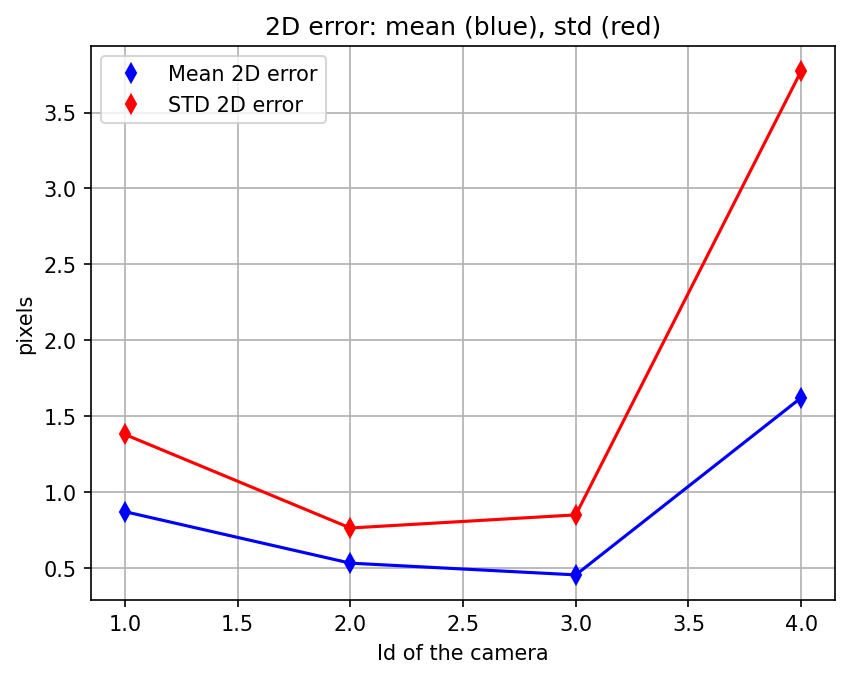 2D error: mean (blue), std (red)
Mean 2D error
STD 2D error
3.5
3.0
2.5
2.0
1.5
1.0
0.5
pixels
1.0 1.5 2.0 2.5 3.0 3.5 4.0
Id of the camera